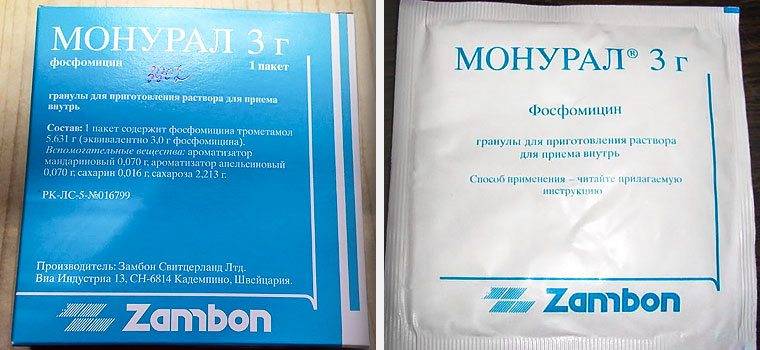 МОНУРАЛ 3 г
фосфомицин
1 пакет
гранулы для приготовления раствора для приема
внутрь
Состав: 1 пакет содержит фосфомицина трометамол
5.631 г (эквивалентно 3,0 г фосфомицина).
Вспомогательные вещества: ароматизатор
мандариновый 0,070 г, ароматизатор апельсиновый
0,070 г, сахарин 0,016 г, сахароза 2,213 г.
РК-ЛС-5-№016799
Производитель: Замбон Свитцерланд Лтд.
Виа Индустриа 13, СН-6814 Кадемпино, Швейцария.
Zambon
МОНУРАЛ® 3 г
Фосфомицин
гранулы для приготовления раствора
для приема внутрь
Способ применения – читайте прилагаемую
инструкцию
Zambon